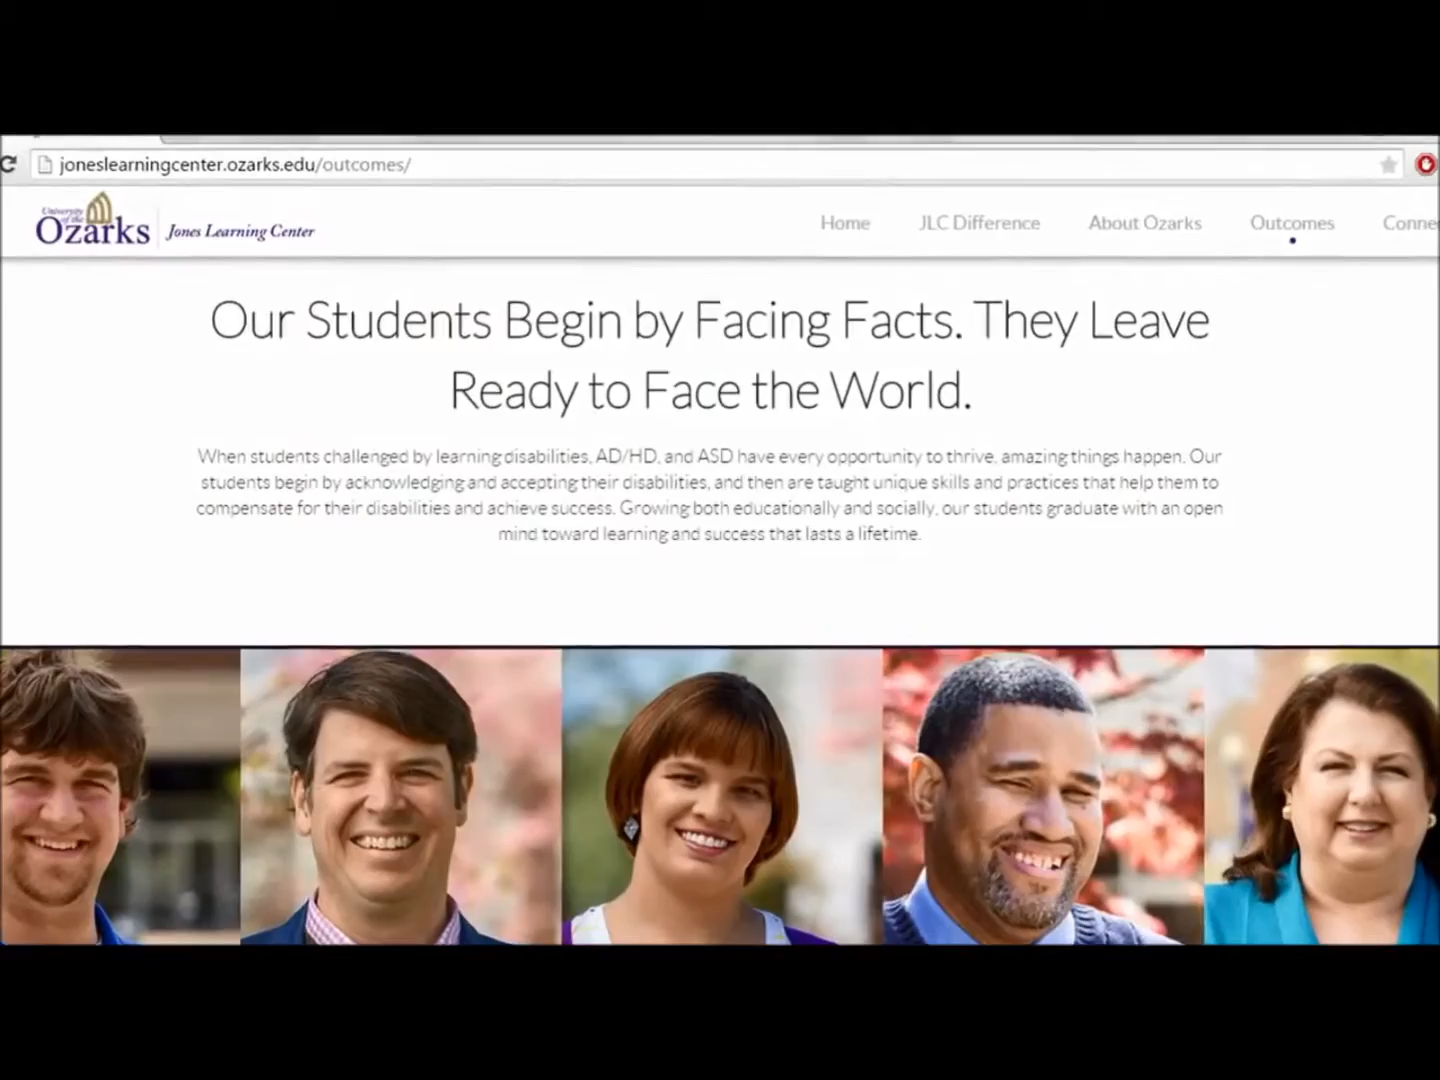 joneslearningcenter.ozarks.edu/outcomes/
University
of the
Ozarks
Jones Learning Center
Home
JLC Difference
About Ozarks
Outcomes
Conne
Our Students Begin by Facing Facts. They Leave
Ready to Face the World.
When students challenged by learning disabilities, AD/HD, and ASD have every opportunity to thrive, amazing things happen. Our
students begin by acknowledging and accepting their disabilities, and then are taught unique skills and practices that help them to
compensate for their disabilities and achieve success. Growing both educationally and socially, our students graduate with an open
mind toward learning and success that lasts a lifetime.